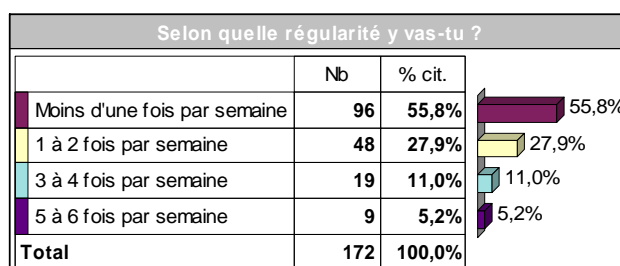 Selon quelle régularité y vas-tu ?
Nb % cit.
Moins d'une fois par semaine 96 55,8% 55,8%
1 à 2 fois par semaine 48 27,9% 27,9%
3 à 4 fois par semaine 19 11,0% 11,0%
5 à 6 fois par semaine 9 5,2% 5,2%
Total 172 100,0%